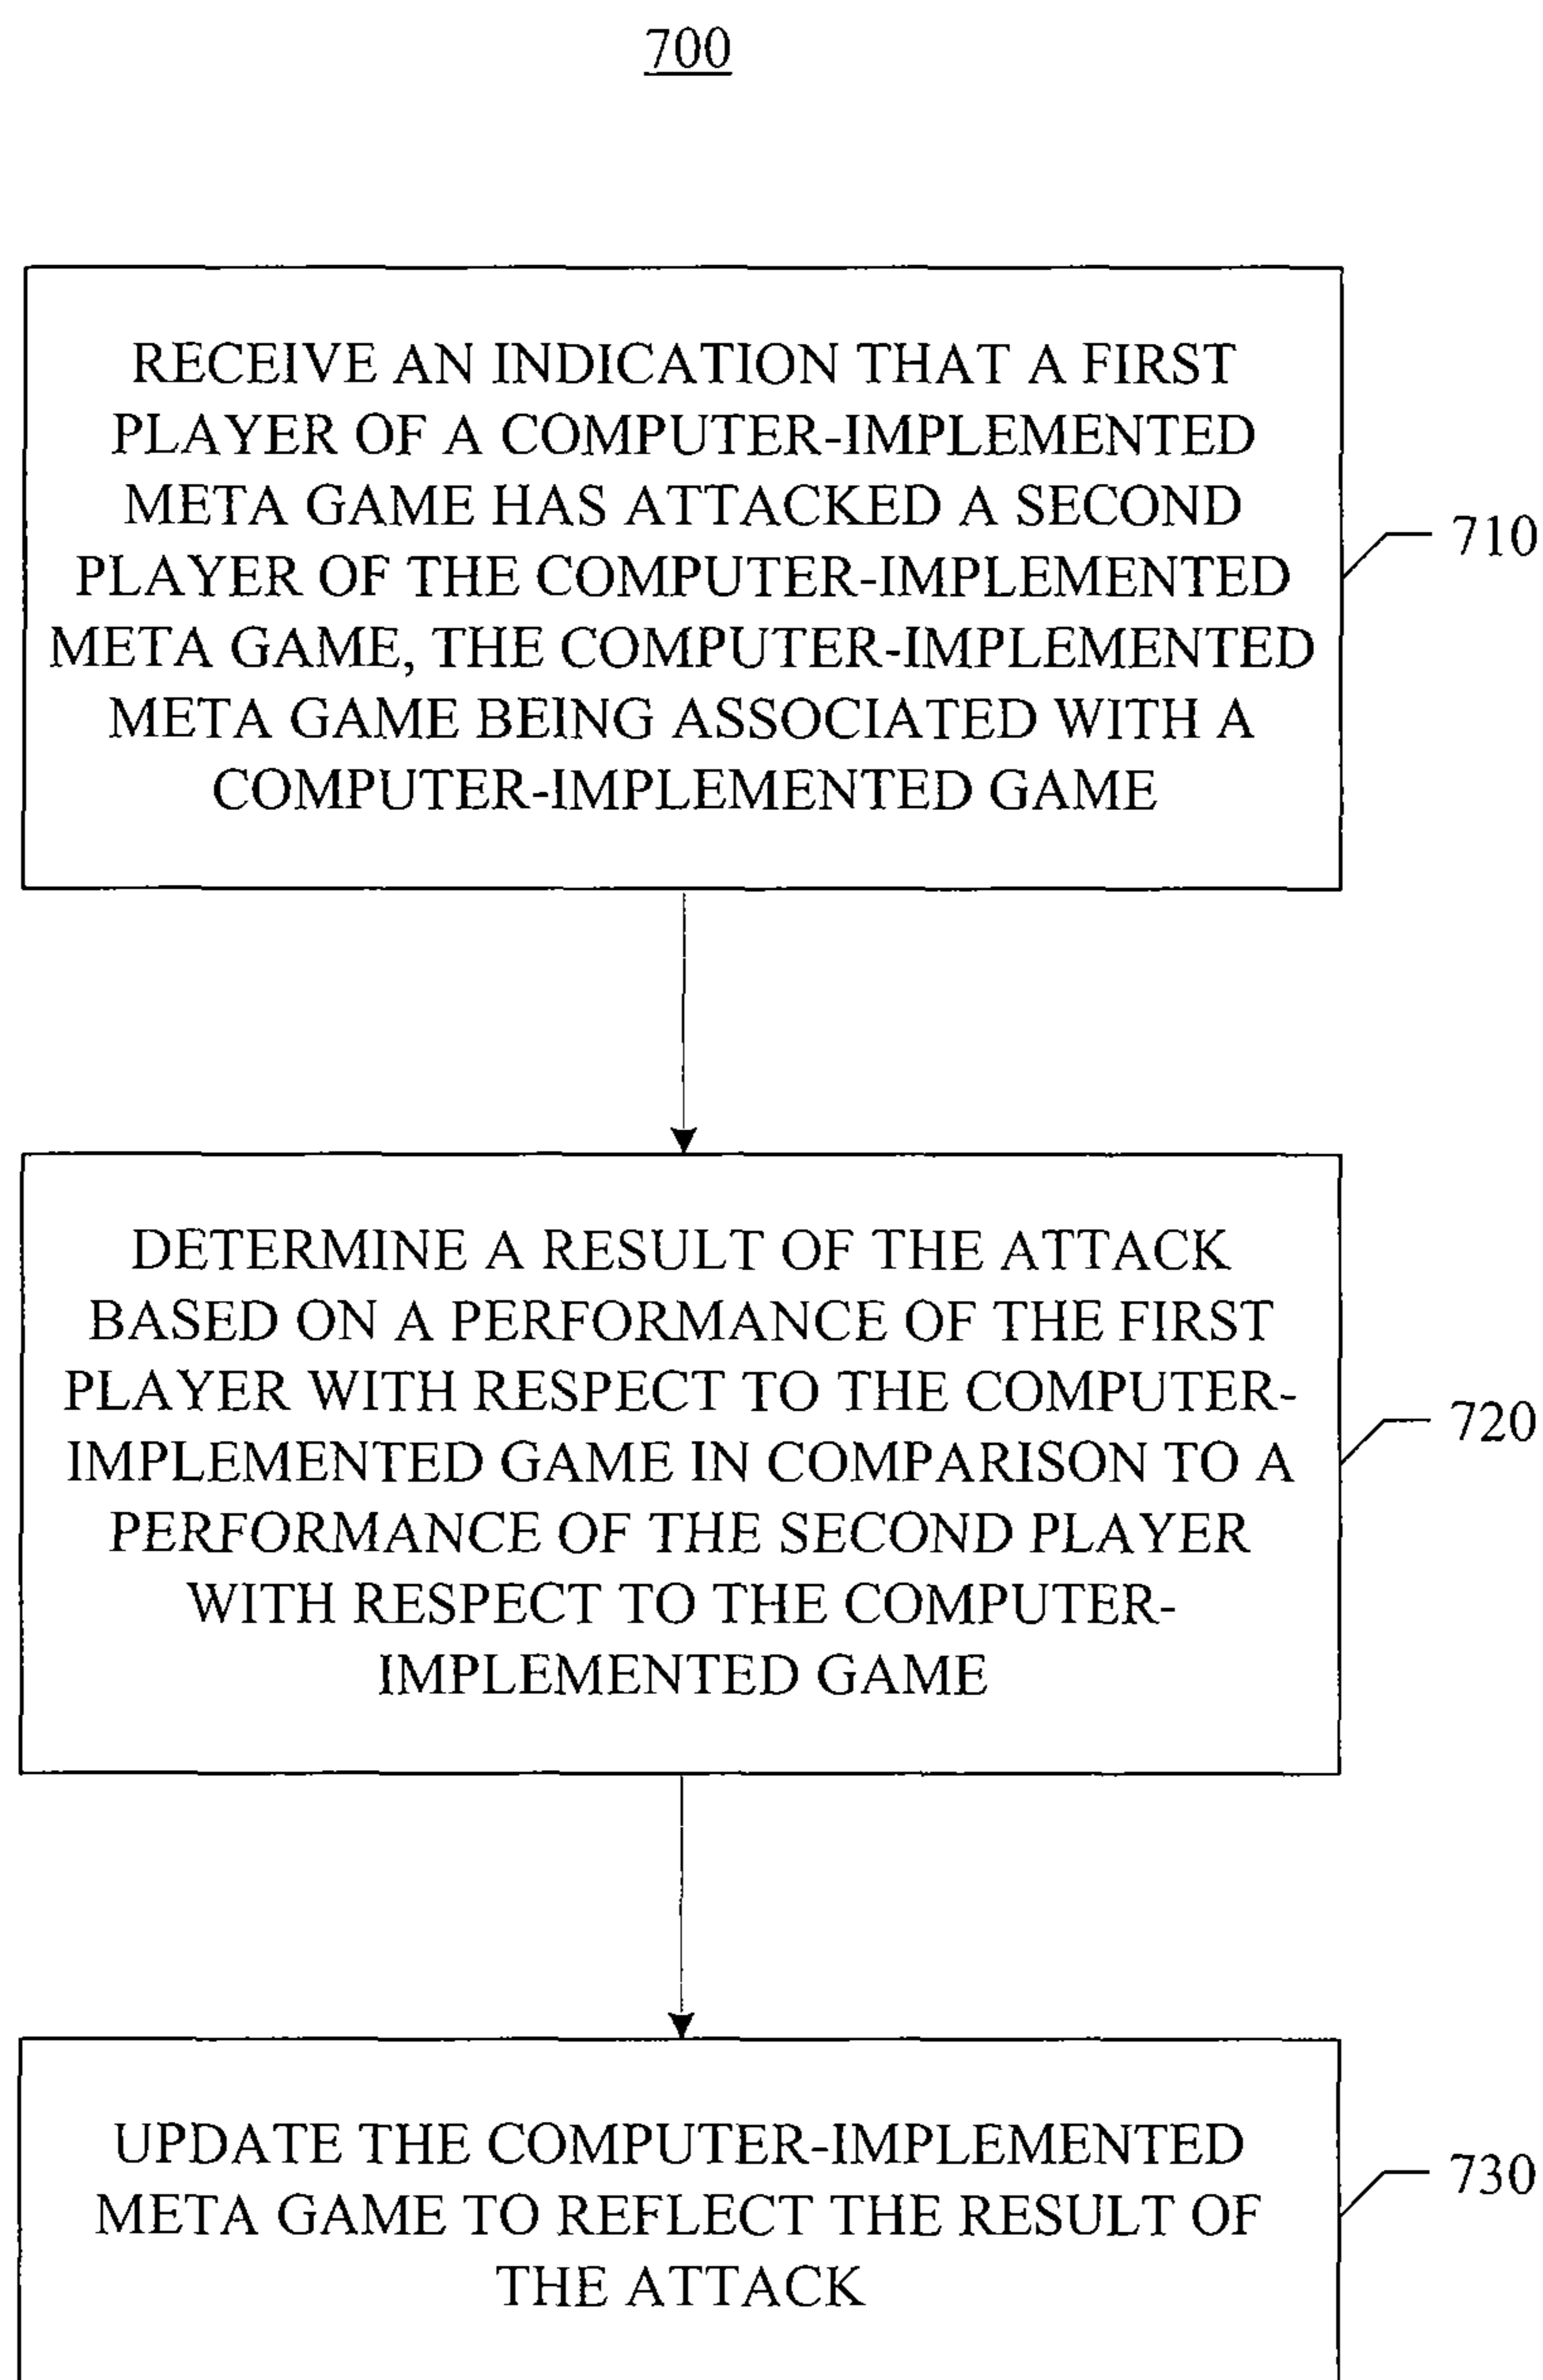 700
RECEIVE AN INDICATION THAT A FIRST
PLAYER OF A COMPUTER-IMPLEMENTED
META GAME HAS ATTACKED A SECOND
PLAYER OF THE COMPUTER-IMPLEMENTED
META GAME, THE COMPUTER-IMPLEMENTED
META GAME BEING ASSOCIATED WITH A
COMPUTER-IMPLEMENTED GAME
710
DETERMINE A RESULT OF THE ATTACK
BASED ON A PERFORMANCE OF THE FIRST
PLAYER WITH RESPECT TO THE COMPUTER-
IMPLEMENTED GAME IN COMPARISON TO A
PERFORMANCE OF THE SECOND PLAYER
WITH RESPECT TO THE COMPUTER-
IMPLEMENTED GAME
720
UPDATE THE COMPUTER-IMPLEMENTED
META GAME TO REFLECT THE RESULT OF
THE ATTACK
730